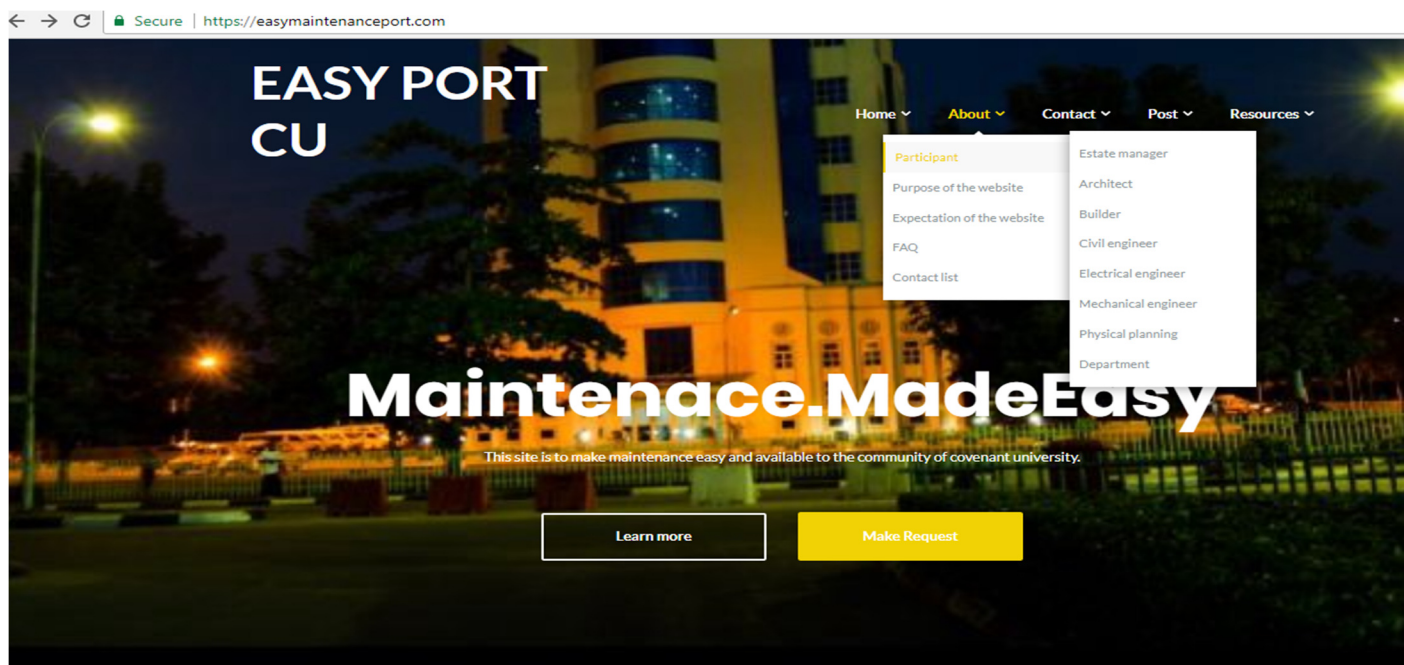 Secure | https://easymaintenanceport.com
EASY PORT
CU
Home About Contact Post Resources
Participant
Purpose of the website
Expectation of the website
FAQ
Contact list
Estate manager
Architect
Builder
Civil engineer
Electrical engineer
Mechanical engineer
Physical planning
Department
Maintenace.MadeEasy
This site is to make maintenance easy and available to the community of covenant university.
Learn more
Make Request